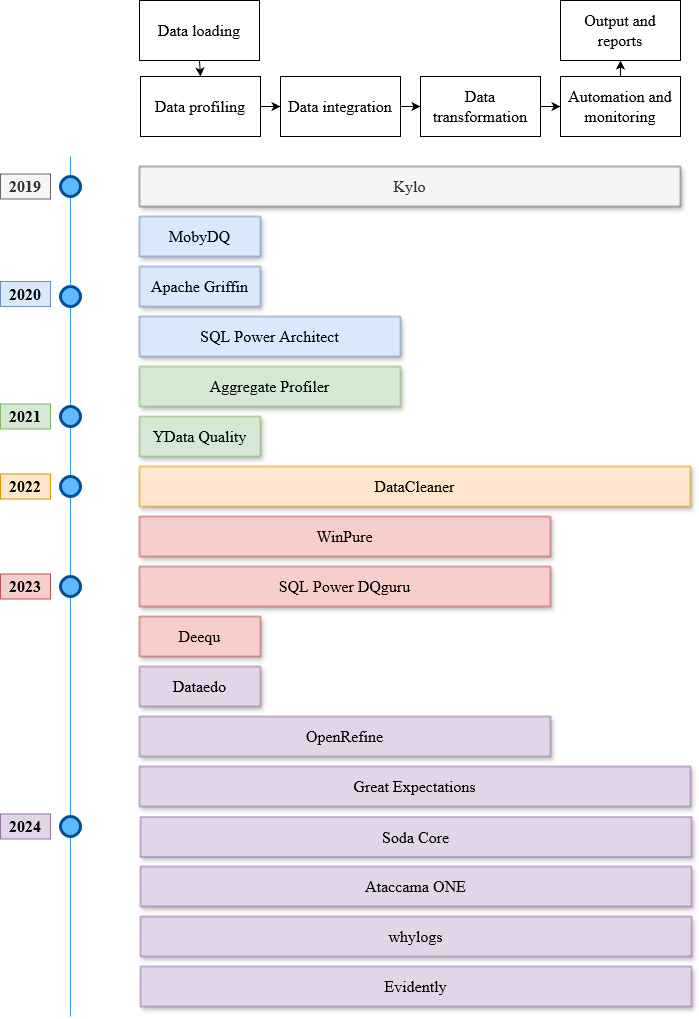 Data loading
Output and
reports
Data profiling
Data integration
Data
transformation
Automation and
monitoring
2019
Kylo
MobyDQ
2020
Apache Griffin
SQL Power Architect
Aggregate Profiler
2021
YData Quality
2022
DataCleaner
WinPure
2023
SQL Power DQguru
Deequ
Dataedo
OpenRefine
Great Expectations
2024
Soda Core
Ataccama ONE
whylogs
Evidently